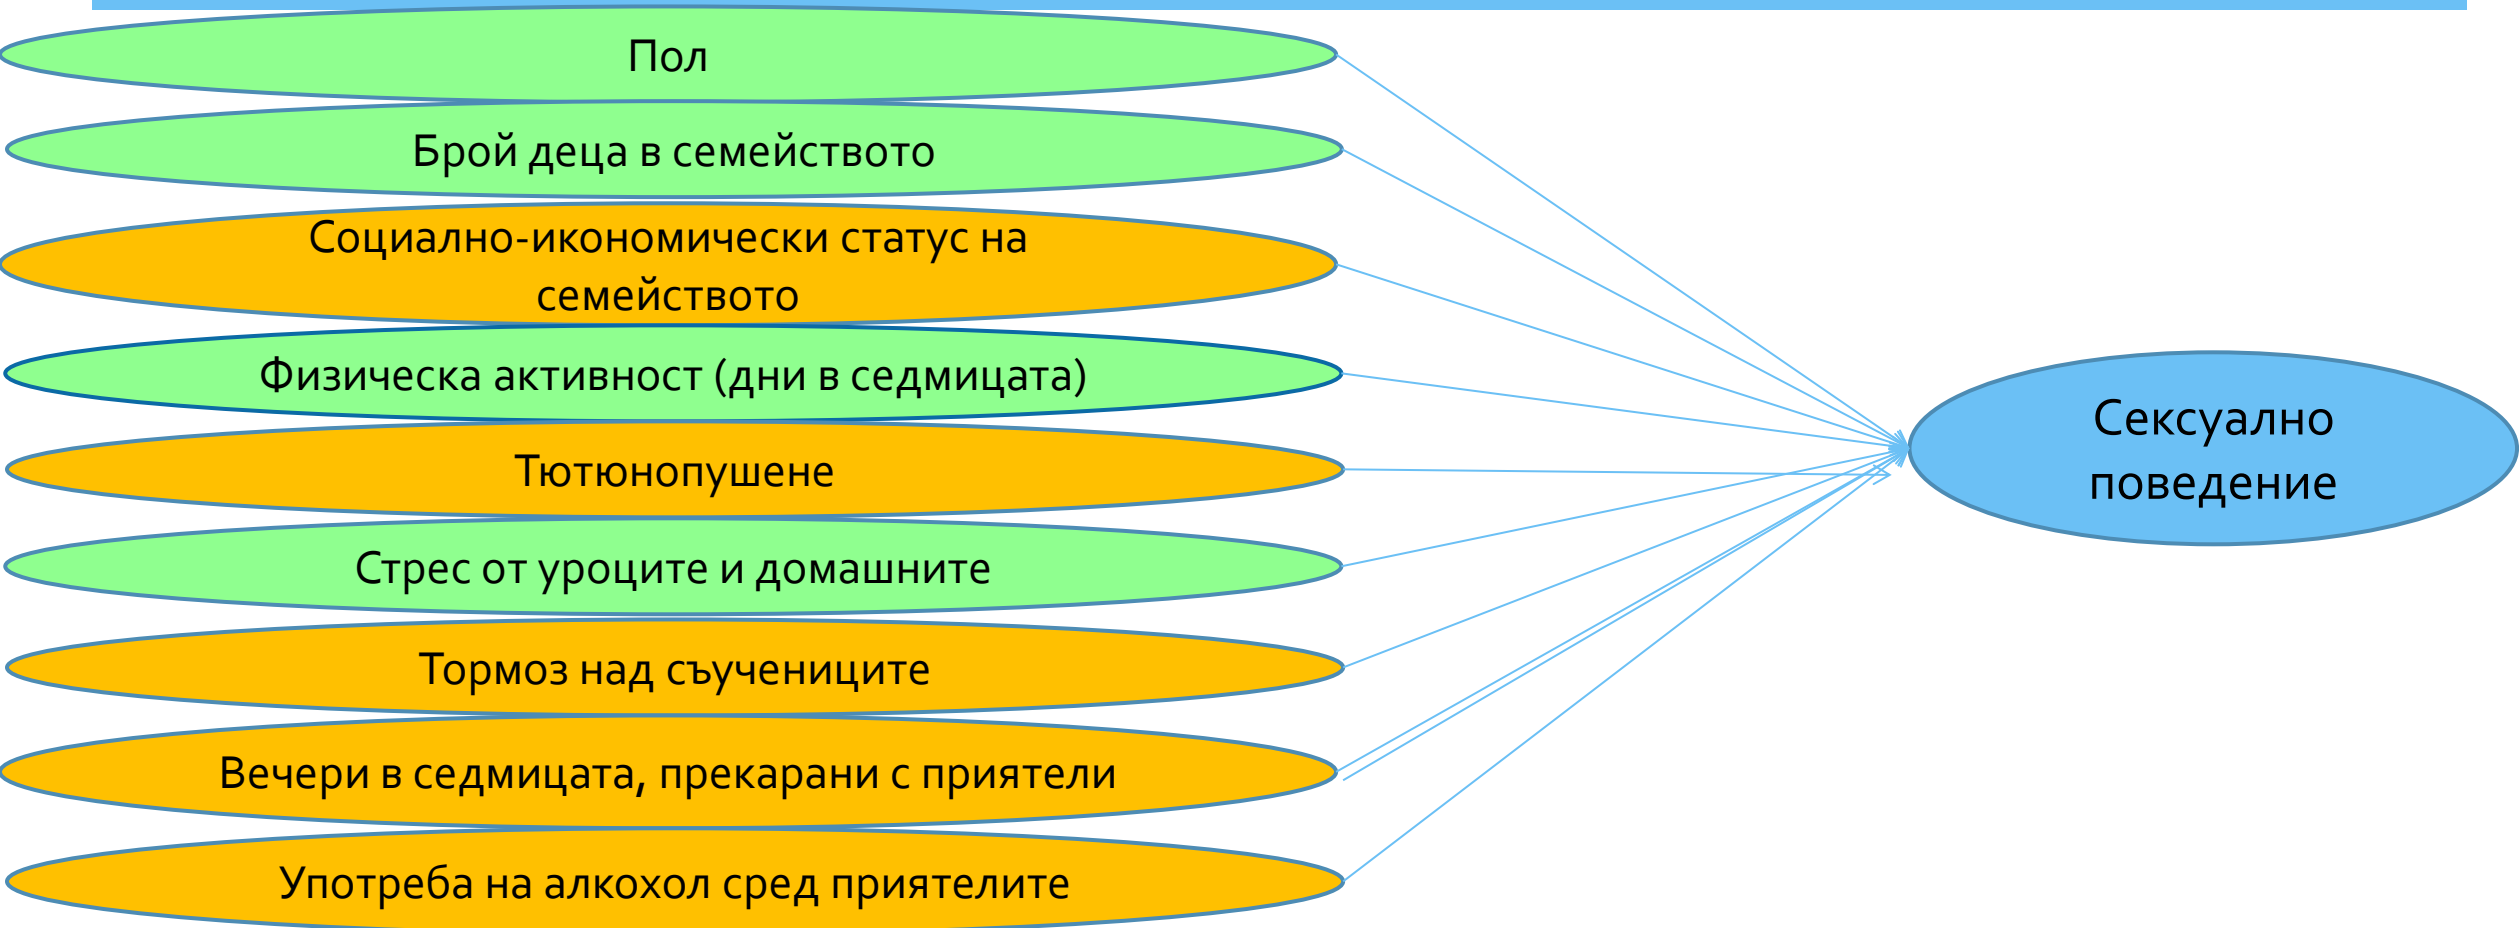 Пол
Брой деца в семейството
Социално-икономически статус на
семейството
Физическа активност (дни в седмицата)
Тютюнопушене
Стрес от уроците и домашните
Тормоз над съучениците
Вечери в седмицата, прекарани с приятели
Употреба на алкохол сред приятелите
Сексуално
поведение